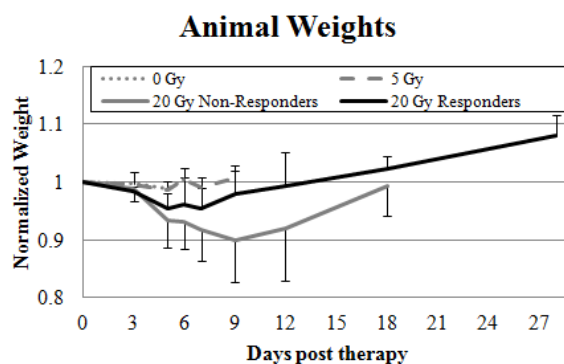 Animal Weights
1.2
0 Gy 5 Gy
20 Gy Non-Responders 20 Gy Responders
1.1
1
0.9
0.8
Normalized Weight
0 3 6 9 12 15 18 21 24 27
Days post therapy